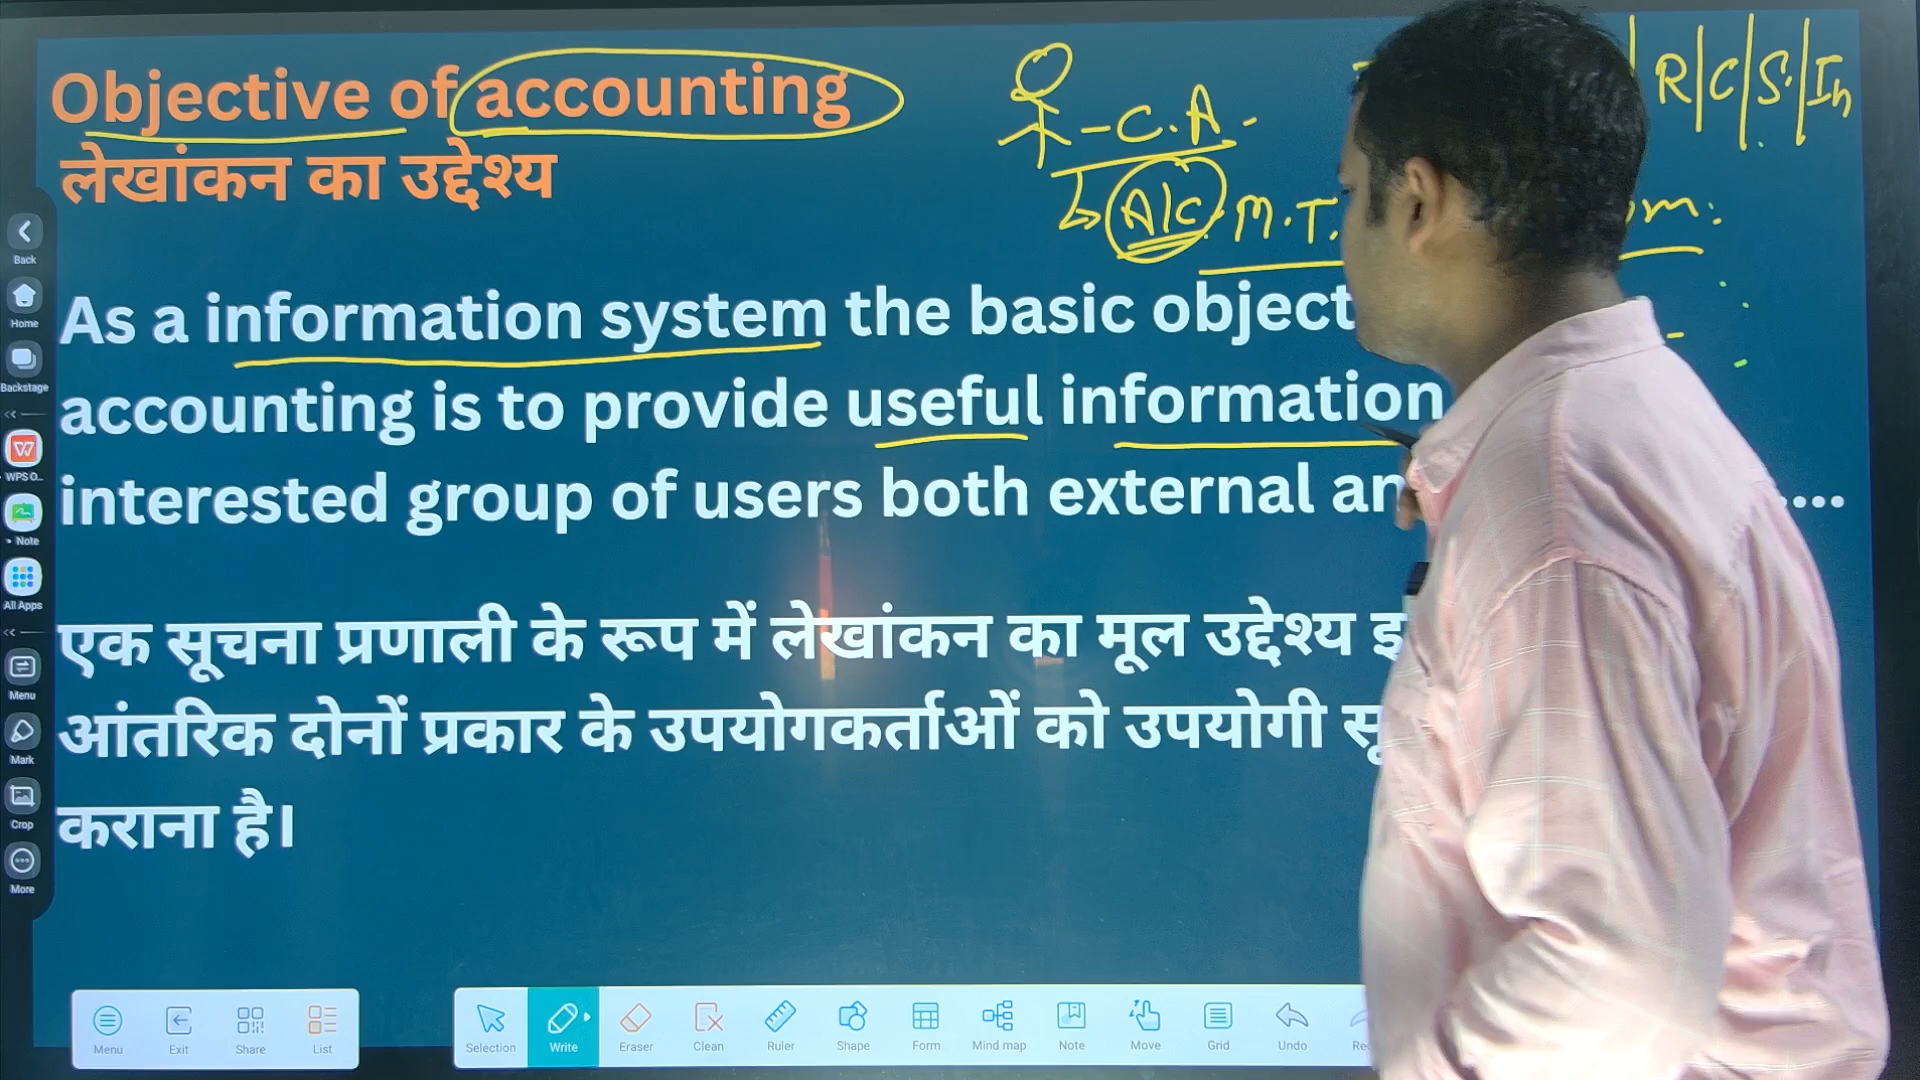 Objective of accounting
लेखांकन का उद्देश्य
- C.A.
R|C|S.|In
A/C M.T.
As a information system the basic
accounting is to provide useful information
interested group of users both external
एक सूचना प्रणाली के रूप में लेखांकन का मूल उद्देश्य
आंतरिक दोनों प्रकार के उपयोगकर्ताओं को उपयोगी
कराना है।
Back
Home
Backstage
WPS O...
Note
All Apps
Menu
Mark
Crop
More
Menu Exit Share List
Selection Write Eraser Clean Ruler Shape Form Mind map Note Move Grid Undo